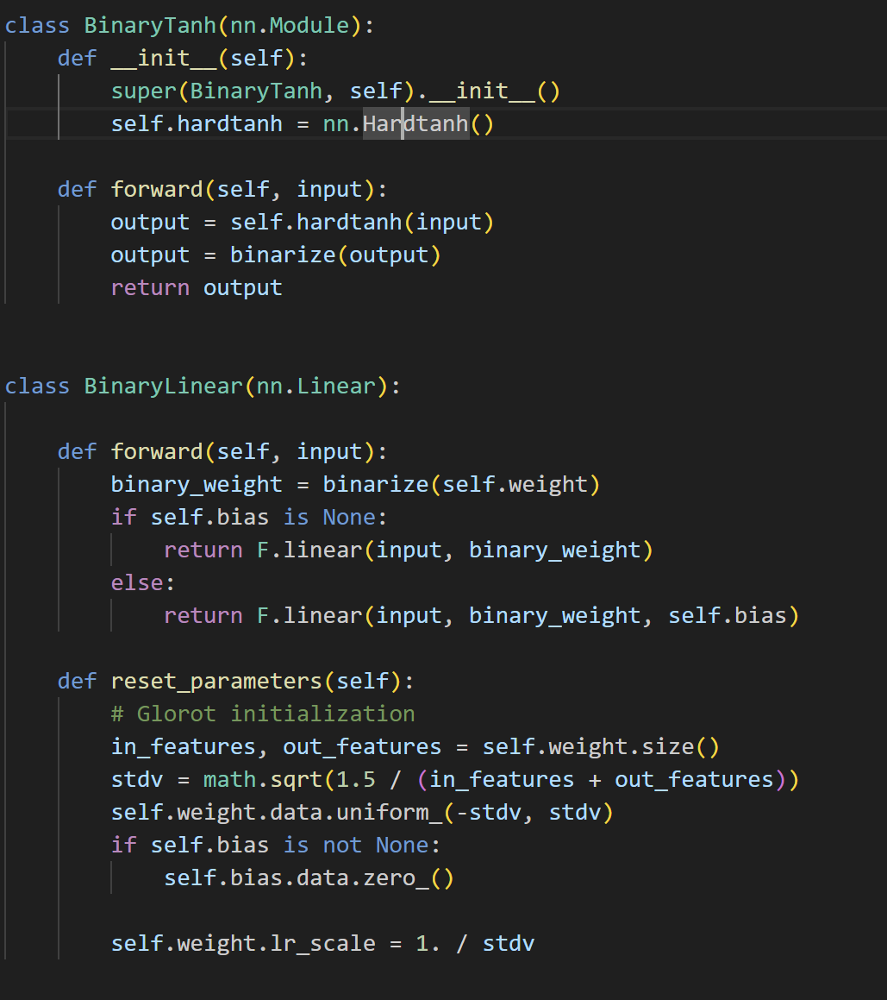 class BinaryTanh(nn.Module):
    def __init__(self):
        super(BinaryTanh, self).__init__()
        self.hardtanh = nn.Hardtanh()

    def forward(self, input):
        output = self.hardtanh(input)
        output = binarize(output)
        return output


class BinaryLinear(nn.Linear):

    def forward(self, input):
        binary_weight = binarize(self.weight)
        if self.bias is None:
            return F.linear(input, binary_weight)
        else:
            return F.linear(input, binary_weight, self.bias)

    def reset_parameters(self):
        # Glorot initialization
        in_features, out_features = self.weight.size()
        stdv = math.sqrt(1.5 / (in_features + out_features))
        self.weight.data.uniform_(-stdv, stdv)
        if self.bias is not None:
            self.bias.data.zero_()

        self.weight.lr_scale = 1. / stdv